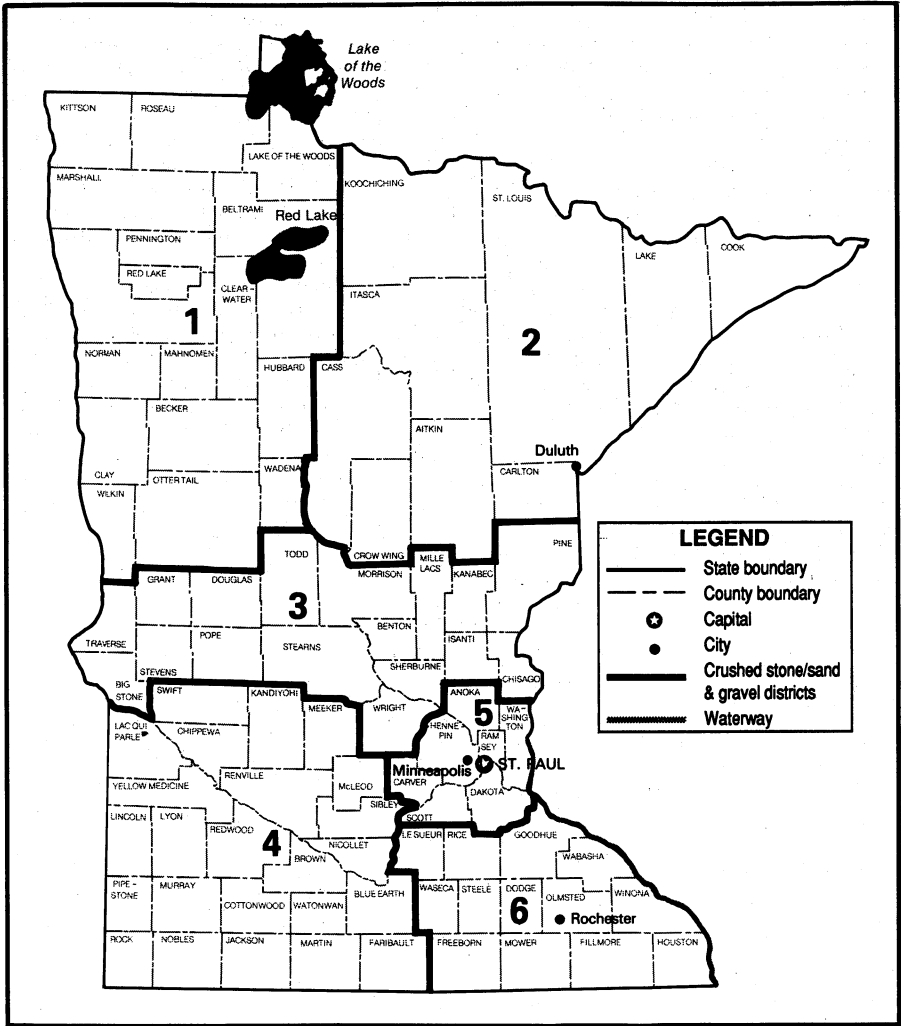 Lake
of the
Woods
KITTSON
ROSEAU
LAKE OF THE WOODS
KOOCHICHING
MARSHALL
ST. LOUIS
BELTRAMI
Red Lake
PENNINGTON
LAKE
COOK
RED LAKE
CLEAR-
WATER
ITASCA
1
2
NORMAN
MAHNOMEN
HUBBARD
CASS
BECKER
AITKIN
Duluth
CARLTON
CLAY
OTTER TAIL
WADENA
WILKIN
LEGEND
State boundary
County boundary
Capital
City
Crushed stone/sand
& gravel districts
Waterway
PINE
TODD
CROW WING
MILLE
LACS
KANABEC
MORRISON
GRANT
DOUGLAS
3
BENTON
TRAVERSE
POPE
STEARNS
ISANTI
SHERBURNE
STEVENS
CHISAGO
BIG
STONE
SWIFT
KANDIYOHI
MEEKER
WRIGHT
ANOKA
5
WA-
SHING
TON
HENNE
PIN
RAM
SEY
LAC QUI
PARLE
CHIPPEWA
Minneapolis
ST. PAUL
RENVILLE
CARVER
YELLOW MEDICINE
McLEOD
DAKOTA
SIBLEY
SCOTT
LINCOLN
LYON
REDWOOD
4
NICOLLET
BROWN
LE SUEUR
RICE
GOODHUE
WABASHA
PIPE-
STONE
MURRAY
COTTONWOOD
WATONWAN
BLUE EARTH
WASECA
STEELE
DODGE
OLMSTED
WINONA
6
Rochester
ROCK
NOBLES
JACKSON
MARTIN
FARIBAULT
FREEBORN
MOWER
FILLMORE
HOUSTON